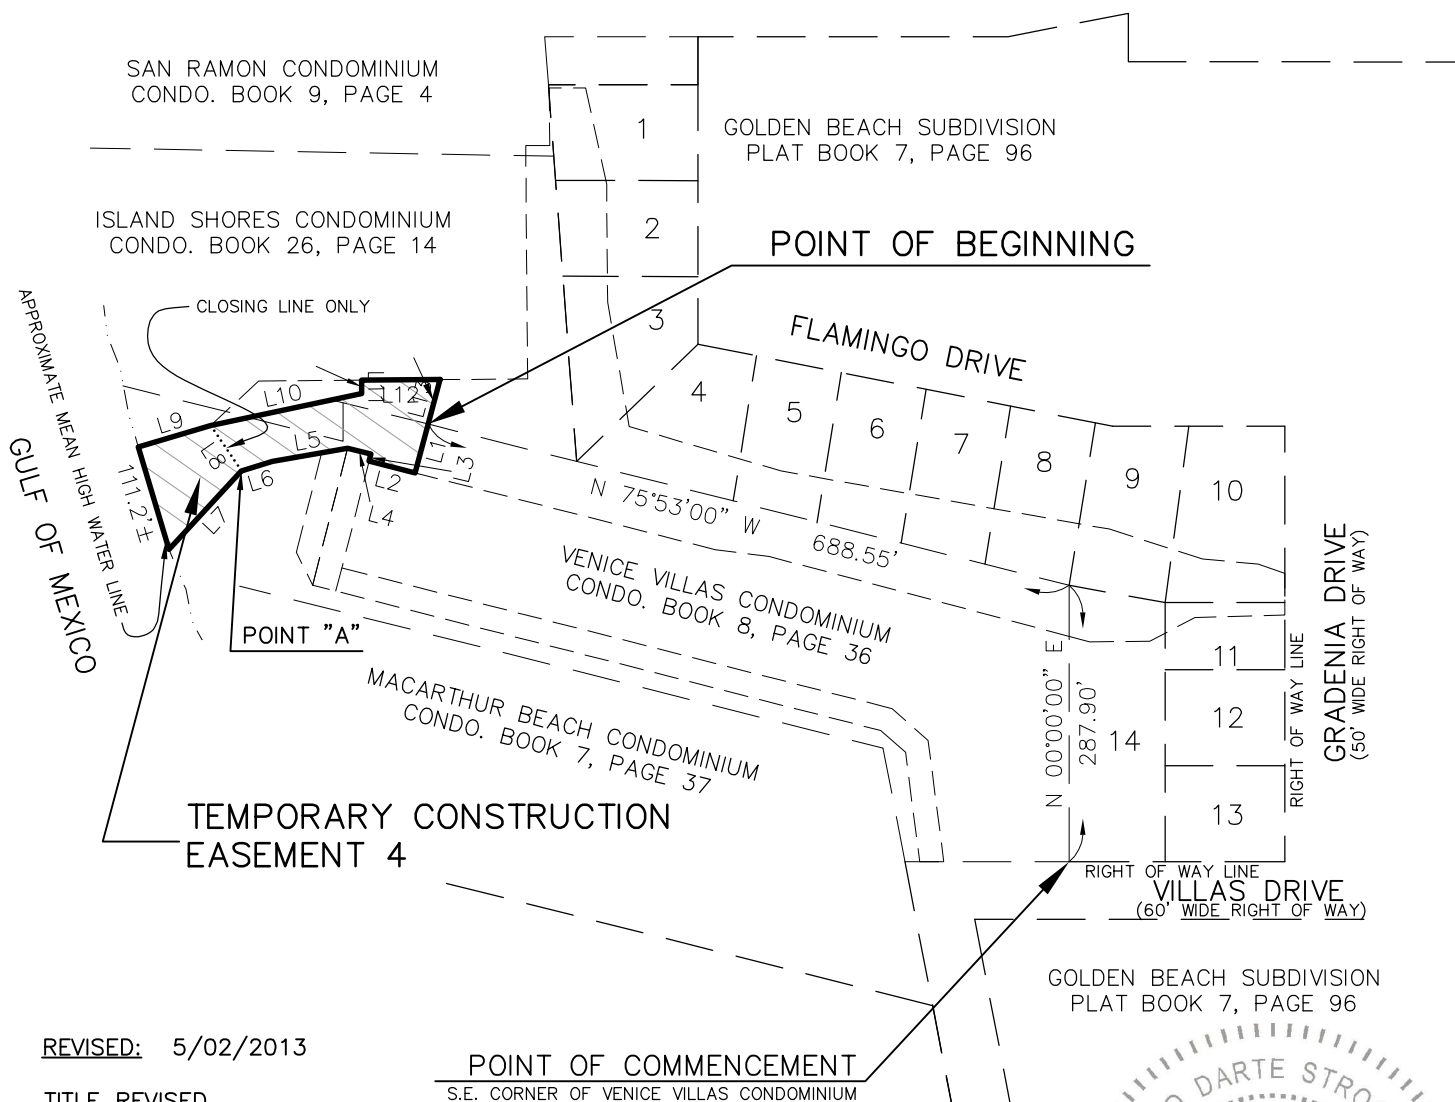 SAN RAMON CONDOMINIUM
CONDO. BOOK 9, PAGE 4
1
GOLDEN BEACH SUBDIVISION
PLAT BOOK 7, PAGE 96
ISLAND SHORES CONDOMINIUM
CONDO. BOOK 26, PAGE 14
2
POINT OF BEGINNING
CLOSING LINE ONLY
3
FLAMINGO DRIVE
APPROXIMATE MEAN HIGH WATER LINE
GULF OF MEXICO
L9
L10
L12
L5
L8
L6
L7
L1
L2
L3
L4
111.2'±
4
5
6
7
8
9
10
N 75°53'00" W
688.55'
VENICE VILLAS CONDOMINIUM
CONDO. BOOK 8, PAGE 36
POINT "A"
MACARTHUR BEACH CONDOMINIUM
CONDO. BOOK 7, PAGE 37
N 00°00'00" E
287.90'
11
12
13
14
RIGHT OF WAY LINE
GRADENIA DRIVE
(50' WIDE RIGHT OF WAY)
TEMPORARY CONSTRUCTION
EASEMENT 4
RIGHT OF WAY LINE
VILLAS DRIVE
(60' WIDE RIGHT OF WAY)
GOLDEN BEACH SUBDIVISION
PLAT BOOK 7, PAGE 96
REVISED: 5/02/2013
TITLE REVISED
POINT OF COMMENCEMENT
S.E. CORNER OF VENICE VILLAS CONDOMINIUM
DARTE